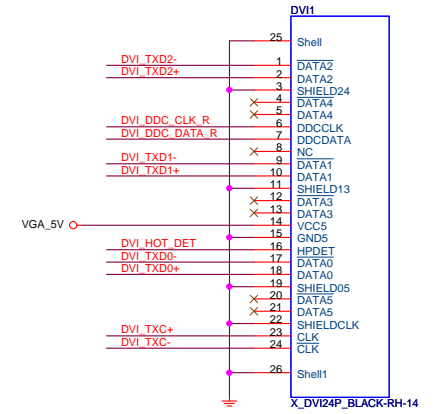 DVI1
25 Shell
DVI_TXD2- 1 DATA2
DVI_TXD2+ 2 DATA2
3 SHIELD24
4 DATA4
5 DATA4
DVI_DDC_CLK_R 6 DDCCLK
DVI_DDC_DATA_R 7 DDCDATA
8 NC
DVI_TXD1- 9 DATA1
DVI_TXD1+ 10 DATA1
11 SHIELD13
12 DATA3
13 DATA3
VGA_5V 14 VCC5
15 GND5
DVI_HOT_DET 16 HPDET
DVI_TXD0- 17 DATA0
DVI_TXD0+ 18 DATA0
19 SHIELD05
20 DATA5
21 DATA5
22 SHIELDCLK
DVI_TXC+ 23 CLK
DVI_TXC- 24 CLK
26 Shell1
X_DVI24P_BLACK-RH-14